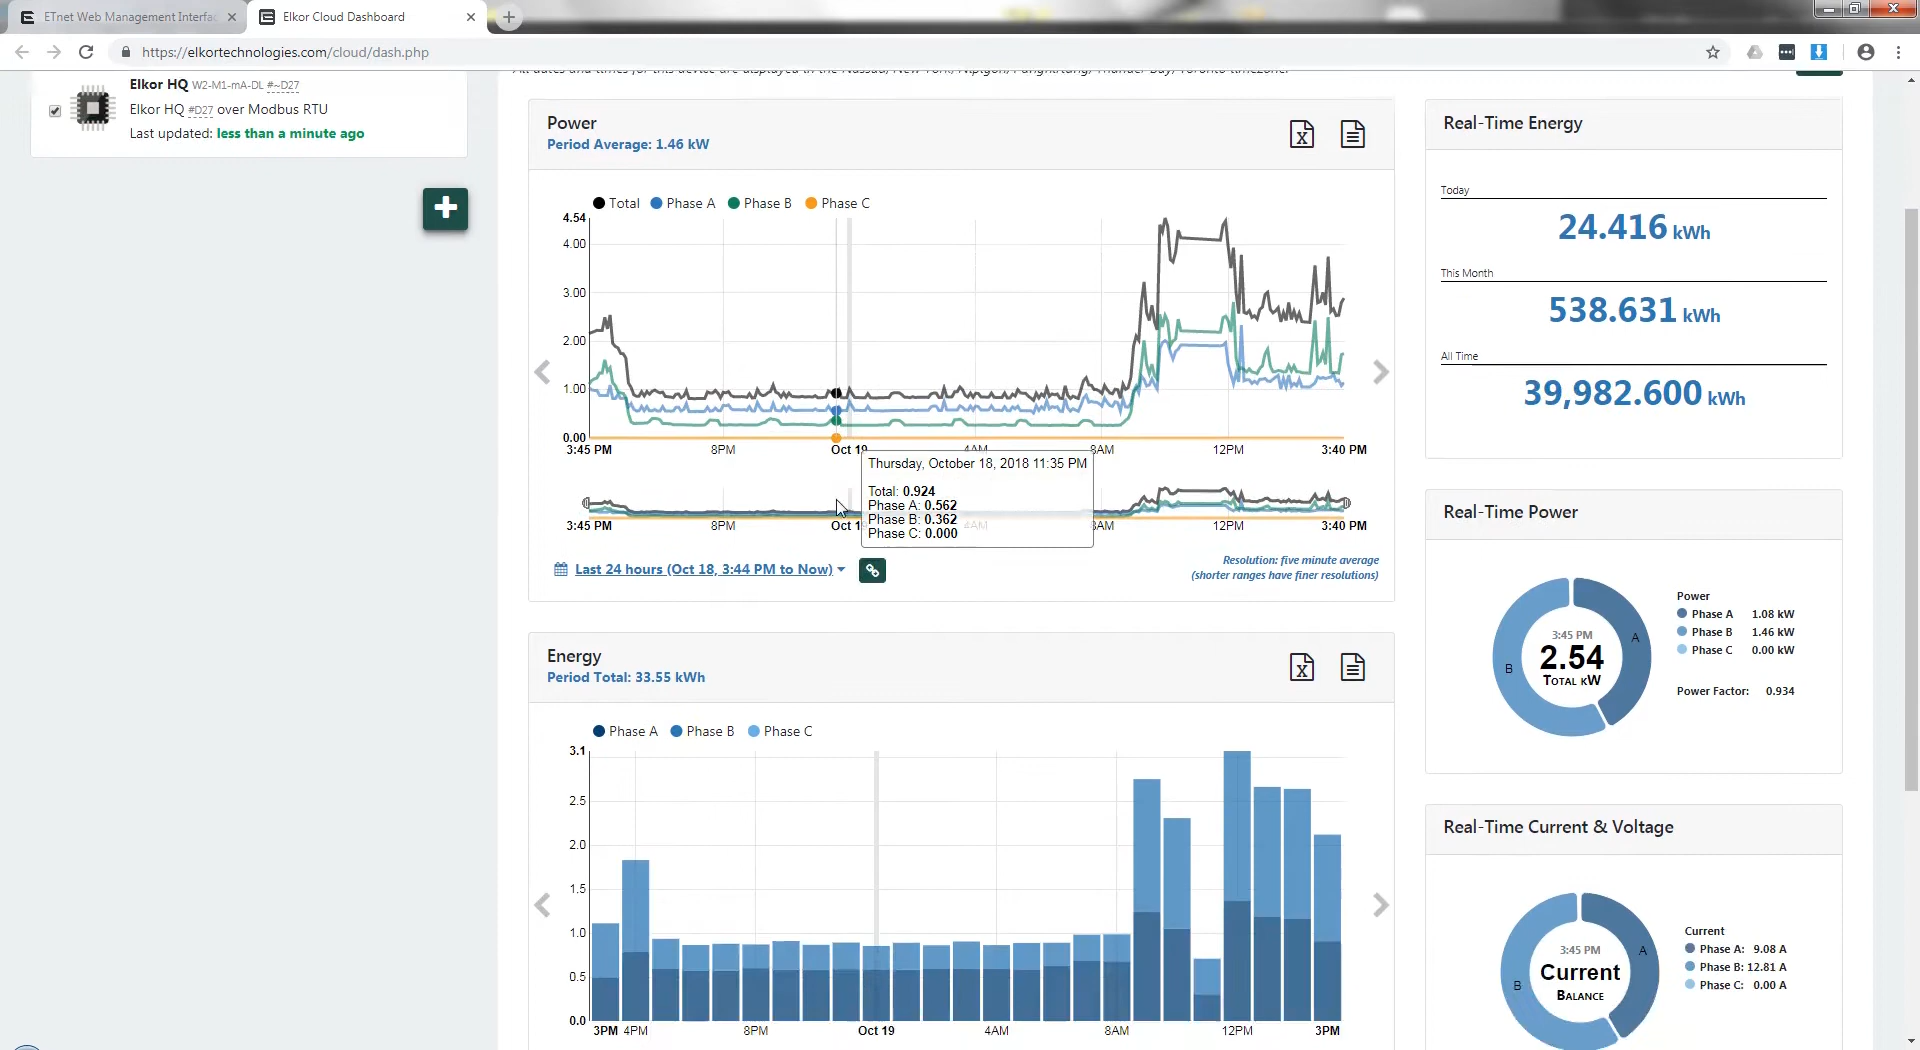 ETnet Web Management Interfa
Elkor Cloud Dashboard
https://elkortechnologies.com/cloud/dash.php
Elkor HQ W2-M1-mA-DL #~D27
Elkor HQ #D27 over Modbus RTU
Last updated: less than a minute ago
All dates and times for this device are displayed in the Nassau/New York/Nipigon/Pangnirtung/Thunder Bay/Toronto timezone.
Power
Period Average: 1.46 kW
Total Phase A Phase B Phase C
4.54
4.00
3.00
2.00
1.00
0.00
3:45 PM 8PM Oct 19 4AM 8AM 12PM 3:40 PM
Thursday, October 18, 2018 11:35 PM
Total: 0.924
Phase A: 0.562
Phase B: 0.362
Phase C: 0.000
3:45 PM 8PM Oct 19 4AM 8AM 12PM 3:40 PM
Last 24 hours (Oct 18, 3:44 PM to Now)
Resolution: five minute average
(shorter ranges have finer resolutions)
Energy
Period Total: 33.55 kWh
Phase A Phase B Phase C
3.1
2.5
2.0
1.5
1.0
0.5
0.0
3PM 4PM 8PM Oct 19 4AM 8AM 12PM 3PM
Real-Time Energy
Today
24.416 kWh
This Month
538.631 kWh
All Time
39,982.600 kWh
Real-Time Power
3:45 PM
2.54
TOTAL KW
A
B
Power
Phase A 1.08 kW
Phase B 1.46 kW
Phase C 0.00 kW
Power Factor: 0.934
Real-Time Current & Voltage
3:45 PM
Current
BALANCE
A
B
Current
Phase A: 9.08 A
Phase B: 12.81 A
Phase C: 0.00 A